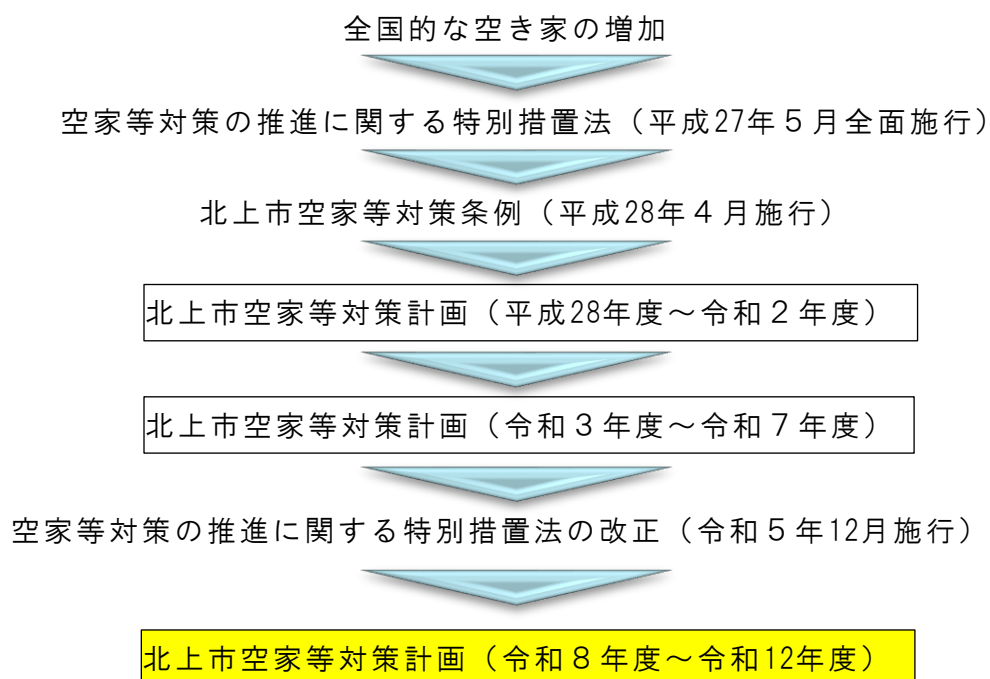 全国的な空き家の増加
空家等対策の推進に関する特別措置法（平成27年５月全面施行）
北上市空家等対策条例（平成28年４月施行）
北上市空家等対策計画（平成28年度～令和２年度）
北上市空家等対策計画（令和３年度～令和７年度）
空家等対策の推進に関する特別措置法の改正（令和５年12月施行）
北上市空家等対策計画（令和８年度～令和12年度）